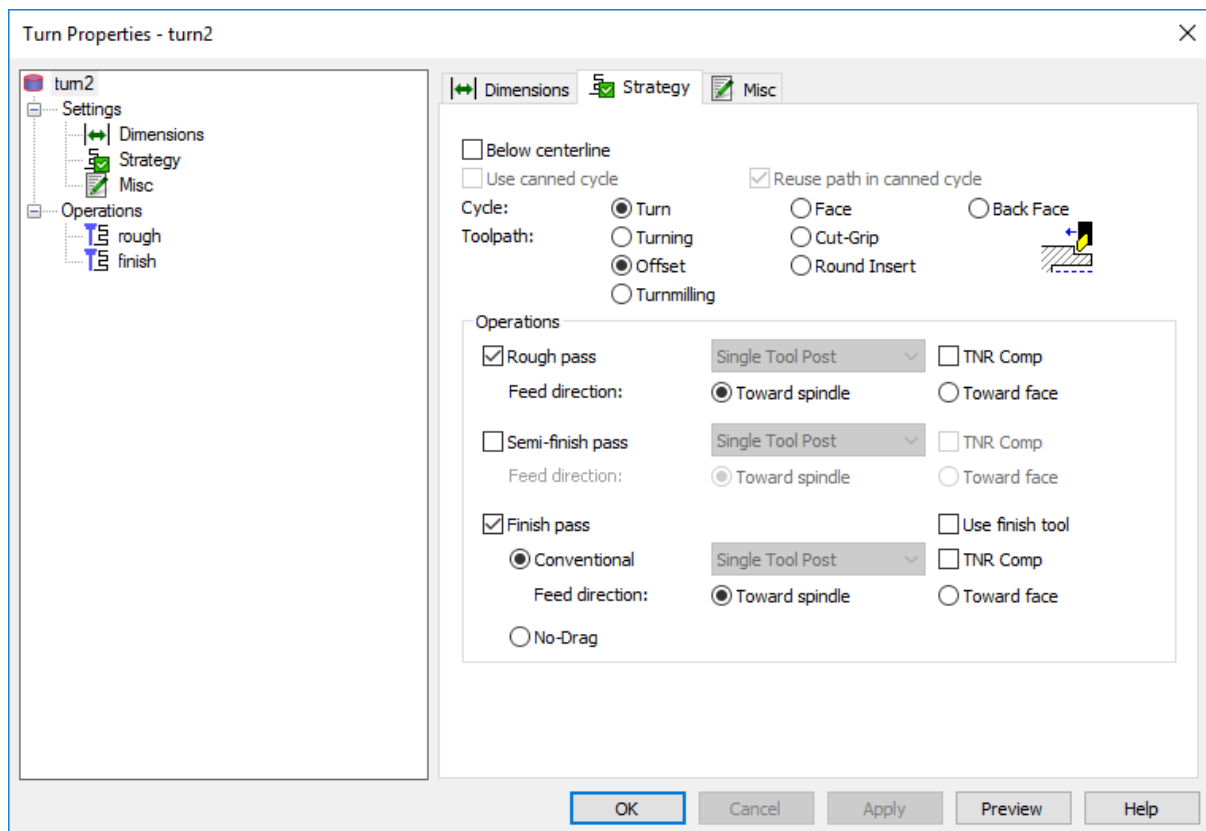 Turn Properties - turn2
turn2
Settings
Dimensions
Strategy
Misc
Operations
rough
finish
Dimensions Strategy Misc
Below centerline
Use canned cycle Reuse path in canned cycle
Cycle: Turn Face Back Face
Toolpath: Turning Cut-Grip
Offset Round Insert
Turnmilling
Operations
Rough pass Single Tool Post TNR Comp
Feed direction: Toward spindle Toward face
Semi-finish pass Single Tool Post TNR Comp
Feed direction: Toward spindle Toward face
Finish pass Use finish tool
Conventional Single Tool Post TNR Comp
Feed direction: Toward spindle Toward face
No-Drag
OK Cancel Apply Preview Help